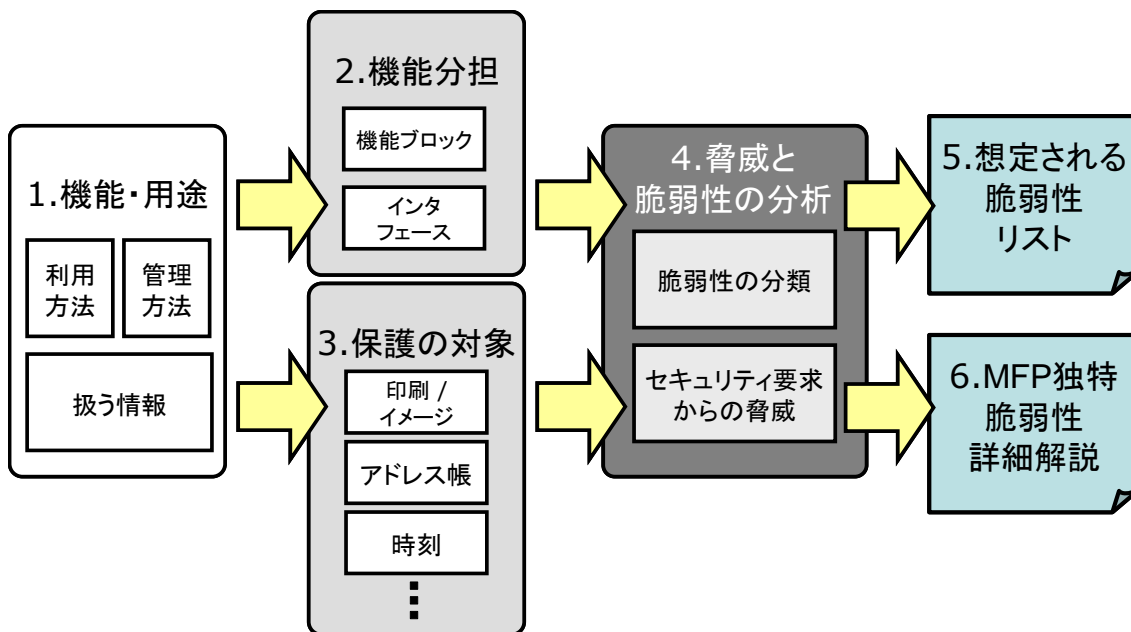 1.機能・用途
利用
方法
管理
方法
扱う情報
2.機能分担
機能ブロック
インタ
フェース
3.保護の対象
印刷 /
イメージ
アドレス帳
時刻
4.脅威と
脆弱性の分析
脆弱性の分類
セキュリティ要求
からの脅威
5.想定される
脆弱性
リスト
6.MFP独特
脆弱性
詳細解説